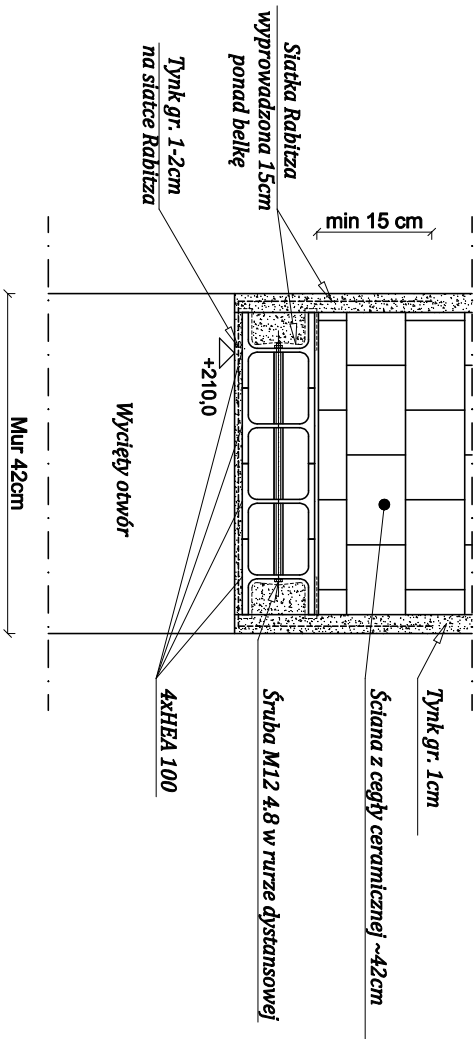 Siatka Rabitza
wyprowadzona 15cm
ponad belkę
Tynk gr. 1-2cm
na siatce Rabitza
min 15 cm
+210,0
Wycięty otwór
Mur 42cm
Tynk gr. 1cm
Ściana z cegły ceramicznej ~42cm
Śruba M12 4.8 w rurze dystansowej
4xHEA 100